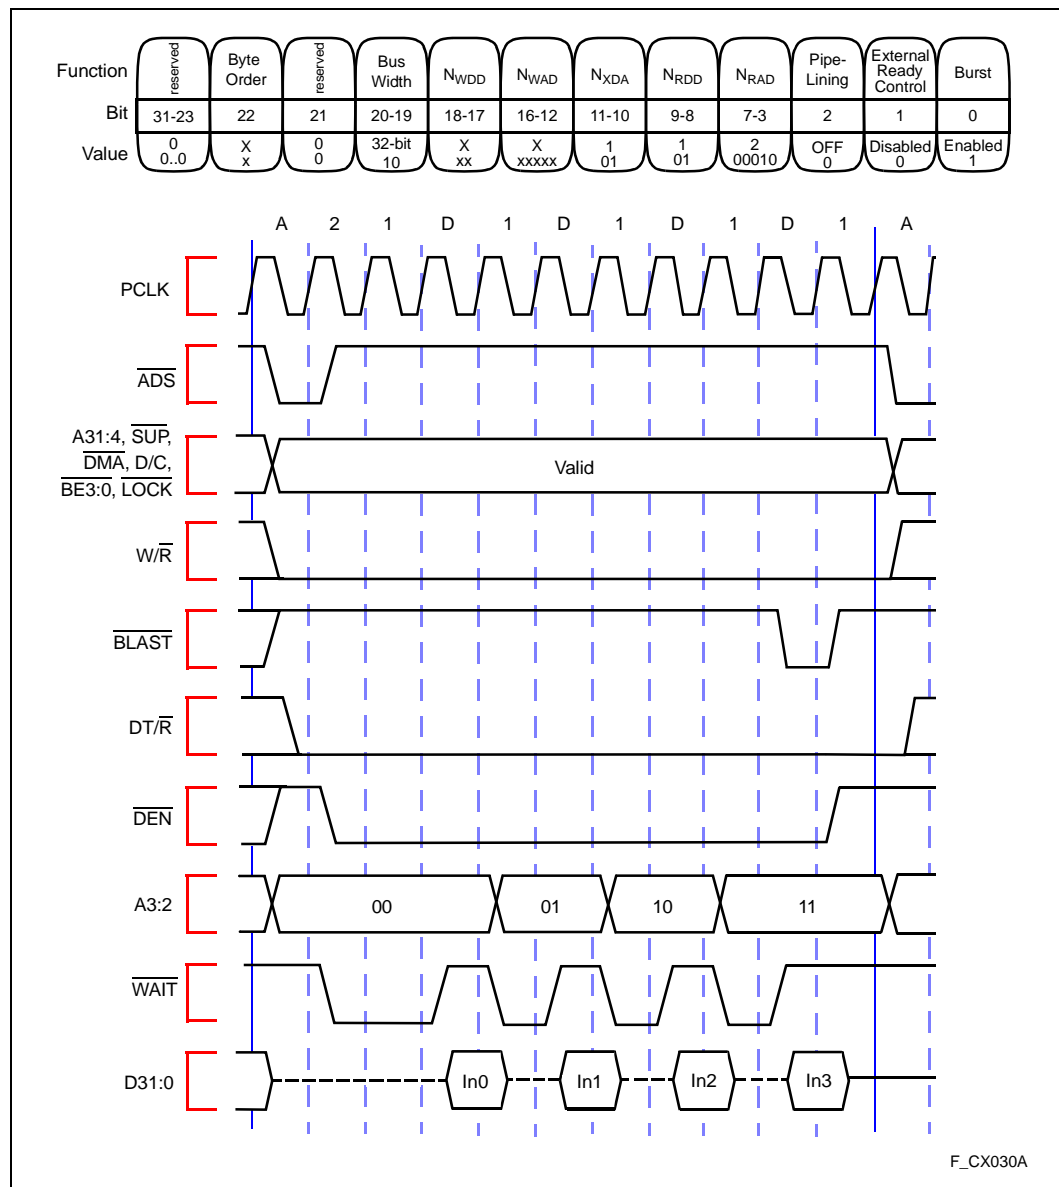 Function reserved Byte Order reserved Bus Width NWDD NWAD NXDA NRDD NRAD Pipe-Lining External Ready Control Burst
Bit 31-23 22 21 20-19 18-17 16-12 11-10 9-8 7-3 2 1 0
Value 0 X 0 32-bit X X 1 1 2 OFF Disabled Enabled
0..0 x 0 10 xx xxxxx 01 01 00010 0 0 1
A 2 1 D 1 D 1 D 1 D 1 A
PCLK
ADS
A31:4, SUP,
DMA, D/C,
BE3:0, LOCK
Valid
W/R
BLAST
DT/R
DEN
A3:2 00 01 10 11
WAIT
D31:0 In0 In1 In2 In3
F_CX030A